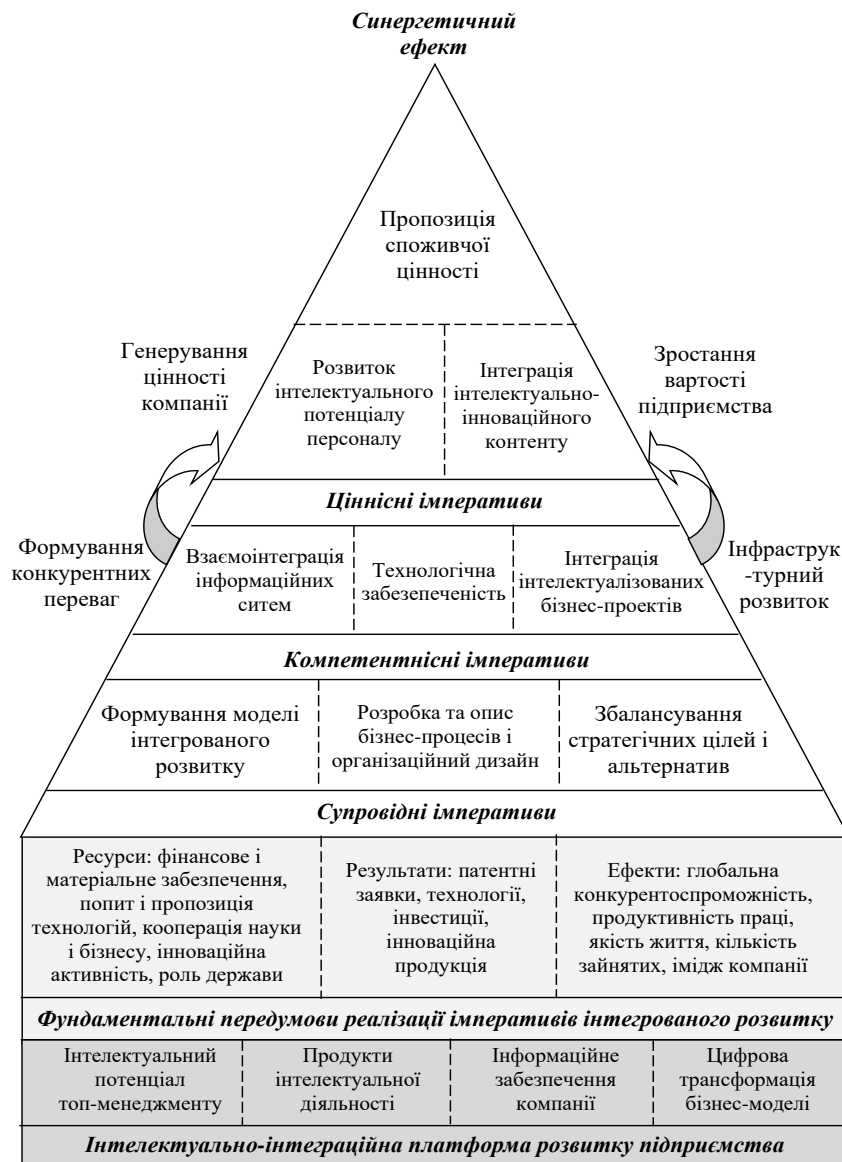 Синергетичний
ефект
Пропозиція
споживчої
цінності
Генерування
цінності
компанії
Розвиток
інтелектуального
потенціалу
персоналу
Інтеграція
інтелектуально-
інноваційного
контенту
Зростання
вартості
підприємства
Ціннісні імперативи
Формування
конкурентних
переваг
Взаємоінтеграція
інформаційних
ситем
Технологічна
забезепеченість
Інтеграція
інтелектуалізованих
бізнес-проектів
Інфраструк
-турний
розвиток
Компетентнісні імперативи
Формування моделі
інтегрованого
розвитку
Розробка та опис
бізнес-процесів і
організаційний дизайн
Збалансування
стратегічних цілей і
альтернатив
Супровідні імперативи
Ресурси: фінансове і
матеріальне забезпечення,
попит і пропозиція
технологій, кооперація науки
і бізнесу, інноваційна
активність, роль держави
Результати: патентні
заявки, технології,
інвестиції,
інноваційна
продукція
Ефекти: глобальна
конкурентоспроможність,
продуктивність праці,
якість життя, кількість
зайнятих, імідж компанії
Фундаментальні передумови реалізації імперативів інтегрованого розвитку
Інтелектуальний
потенціал
топ-менеджменту
Продукти
інтелектуальної
діяльності
Інформаційне
забезпечення
компанії
Цифрова
трансформація
бізнес-моделі
Інтелектуально-інтеграційна платформа розвитку підприємства